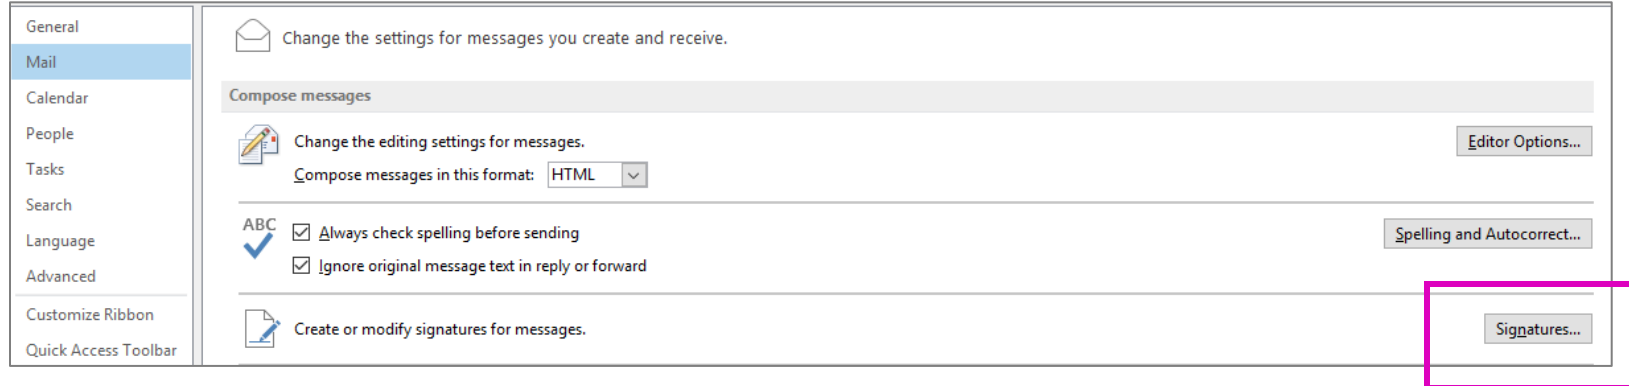 General
Mail
Calendar
People
Tasks
Search
Language
Advanced
Customize Ribbon
Quick Access Toolbar
Change the settings for messages you create and receive.
Compose messages
Change the editing settings for messages.
Editor Options...
Compose messages in this format: HTML
ABC
Always check spelling before sending
Spelling and Autocorrect...
Ignore original message text in reply or forward
Create or modify signatures for messages.
Signatures...